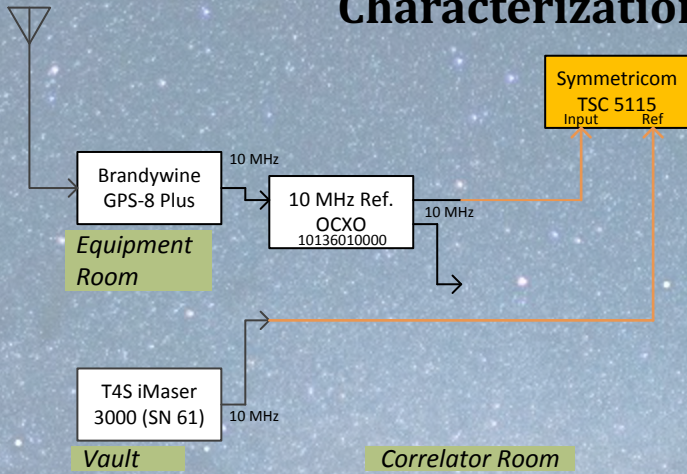 Characterization
Symmetricom
TSC 5115
Input
Ref
Brandywine
GPS-8 Plus
10 MHz
10 MHz Ref.
OCXO
10136010000
10 MHz
Equipment
Room
T4S iMaser
3000 (SN 61)
10 MHz
Vault
Correlator Room